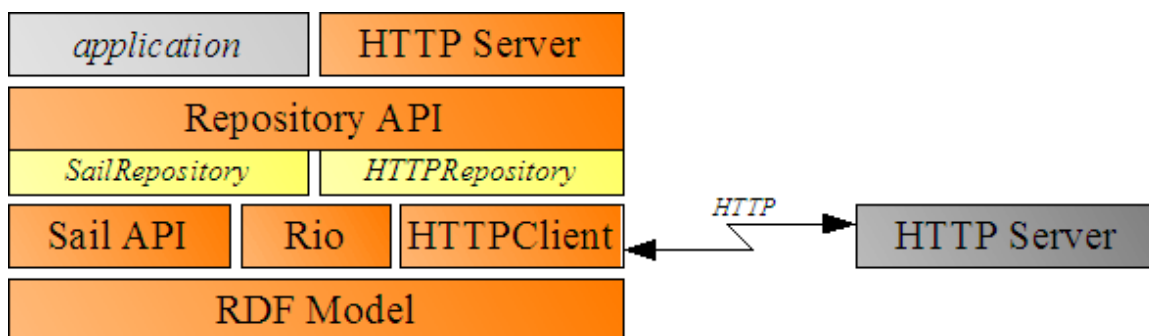 application
HTTP Server
Repository API
SailRepository
HTTPRepository
Sail API
Rio
HTTPClient
HTTP
HTTP Server
RDF Model